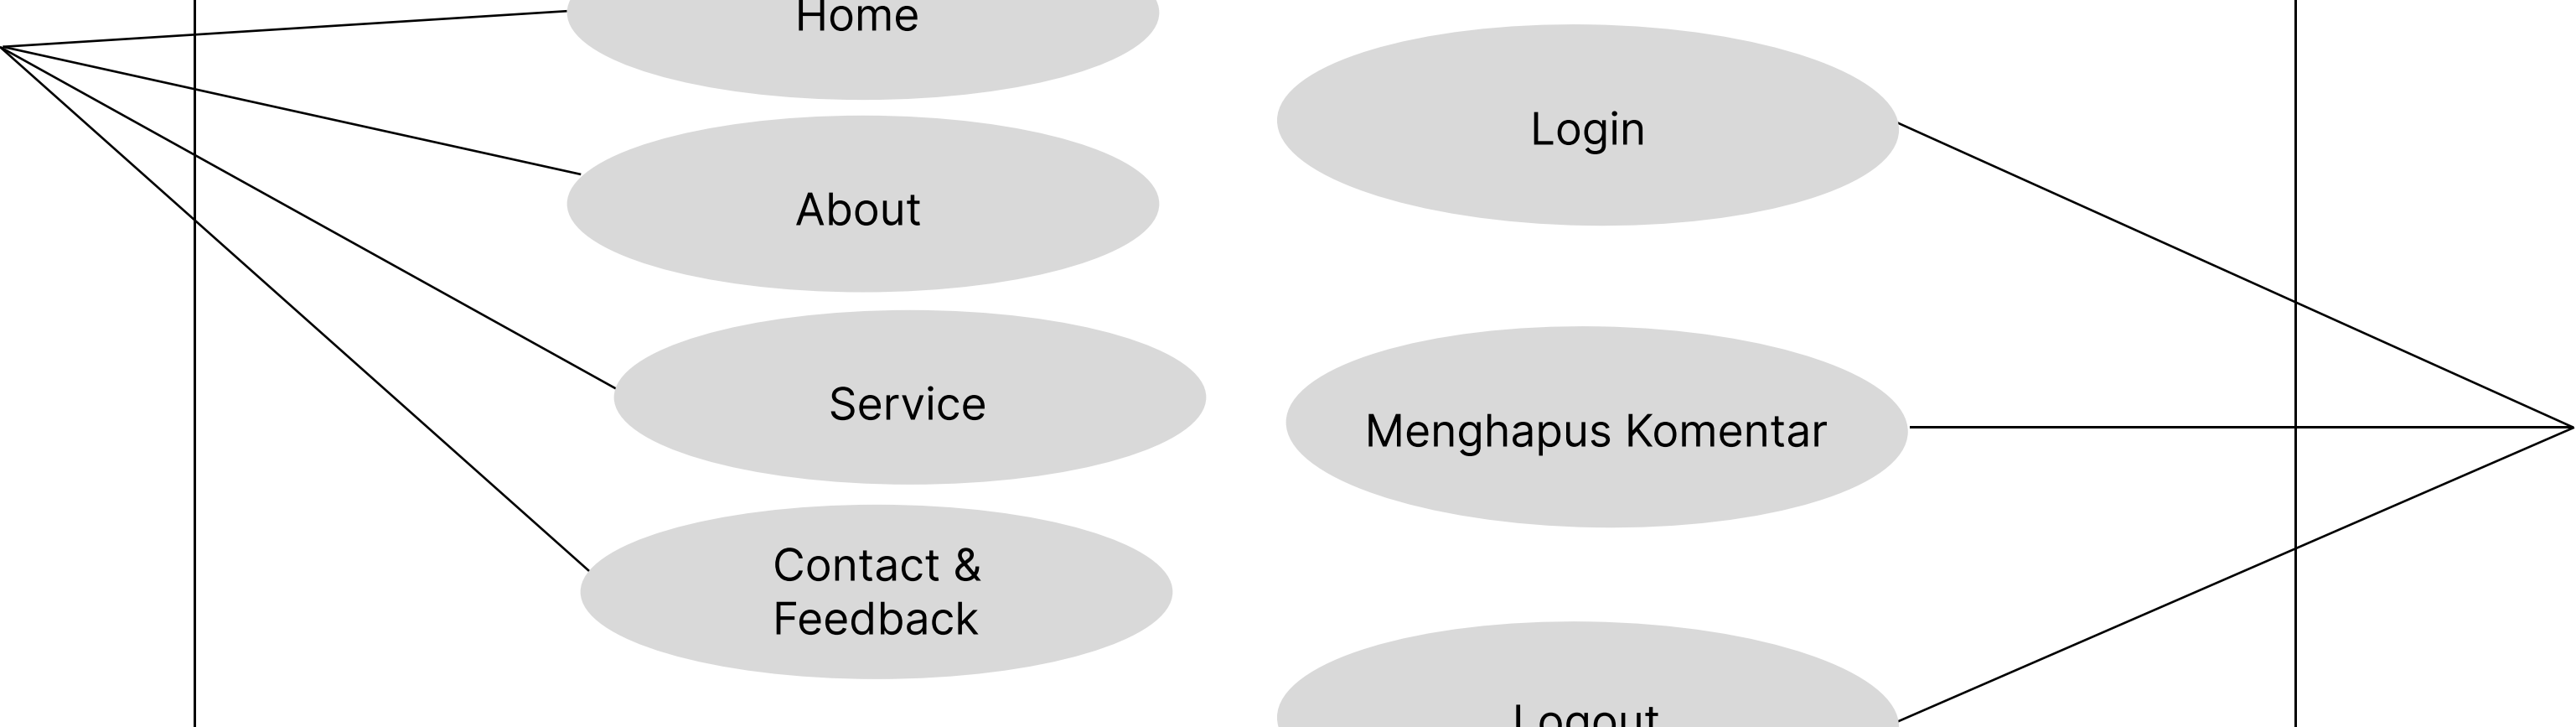 Home
About
Service
Contact &
Feedback
Login
Menghapus Komentar
Logout